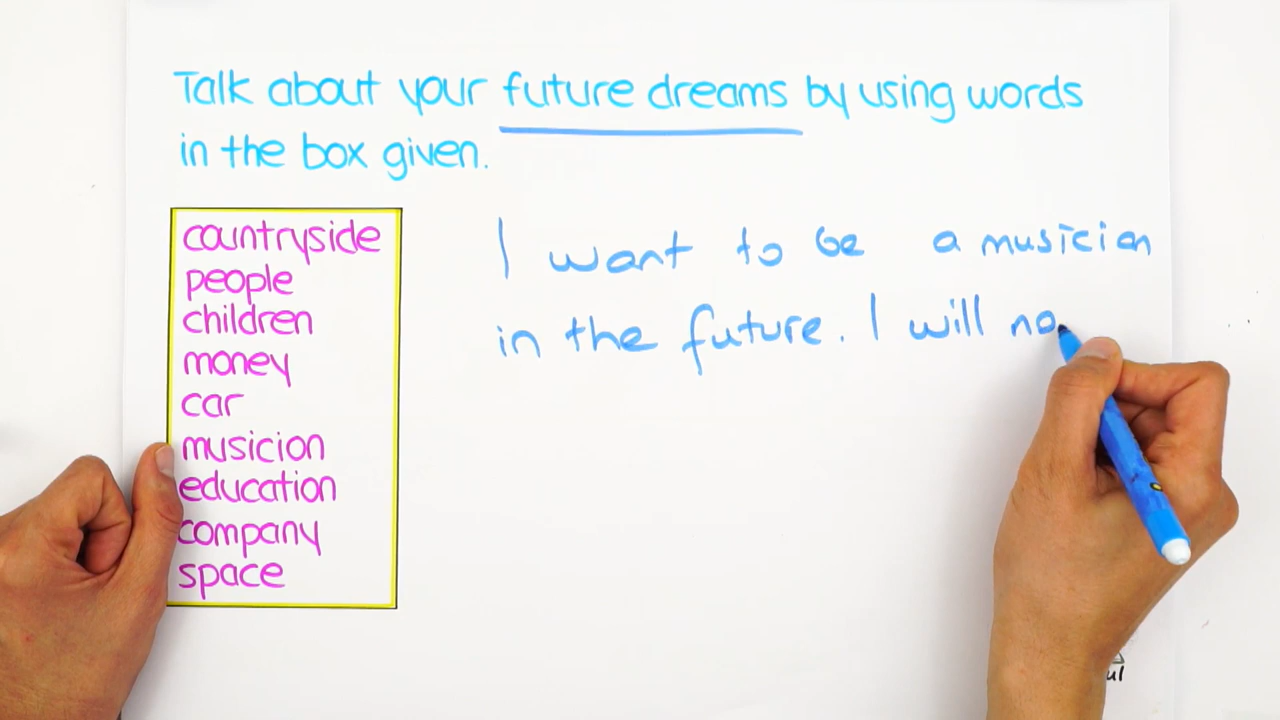 Talk about your future dreams by using words
in the box given.
countryside
people
children
money
car
musicion
education
company
space
I want to be a musician
in the future. I will no